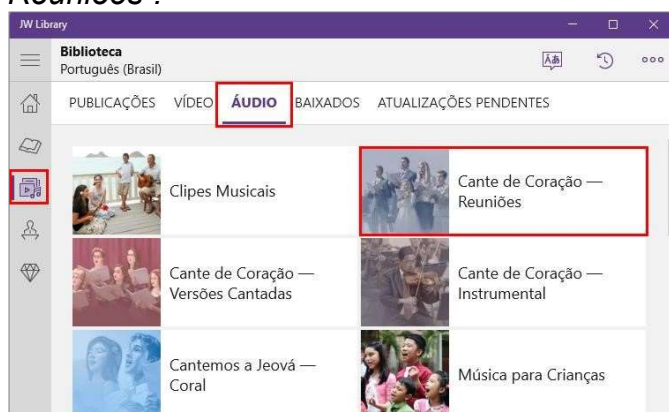 Reuniões".
JW Library
Biblioteca
Português (Brasil)
PUBLICAÇÕES VÍDEO ÁUDIO BAIXADOS ATUALIZAÇÕES PENDENTES
Clipes Musicais
Cante de Coração —
Reuniões
Cante de Coração —
Versões Cantadas
Cante de Coração —
Instrumental
Cantemos a Jeová —
Coral
Música para Crianças